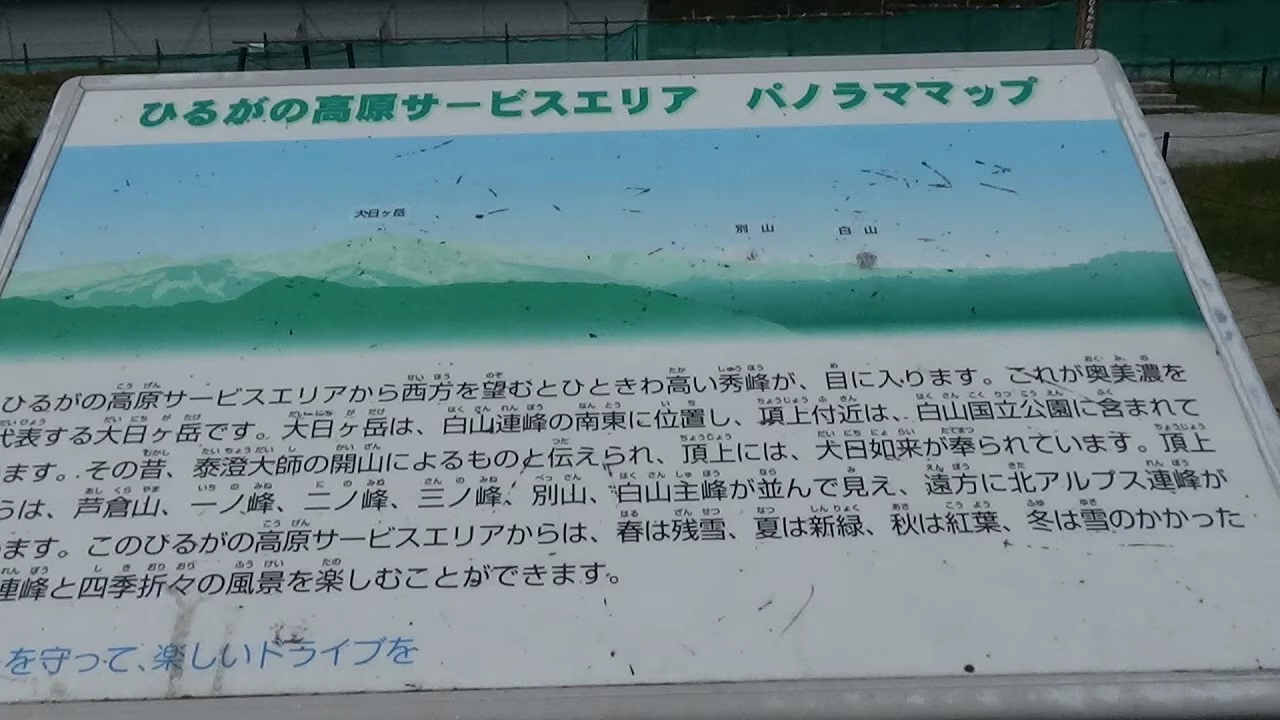 ひるがの高原サービスエリア パノラママップ
大日ヶ岳
別山 白山
ひるがの高原サービスエリアから西方を望むとひときわ高い秀峰が、目に入ります。これが奥美濃を
代表する大日ヶ岳です。大日ヶ岳は、白山連峰の南東に位置し、頂上付近は、白山国立公園に含まれて
ます。その昔、泰澄大師の開山によるものと伝えられ、頂上には、大日如来が奉られています。頂上
らは、芦倉山、一ノ峰、二ノ峰、三ノ峰、別山、白山主峰が並んで見え、遠方に北アルプス連峰が
ます。このひるがの高原サービスエリアからは、春は残雪、夏は新緑、秋は紅葉、冬は雪のかかった
連峰と四季折々の風景を楽しむことができます。
を守って、楽しいドライブを